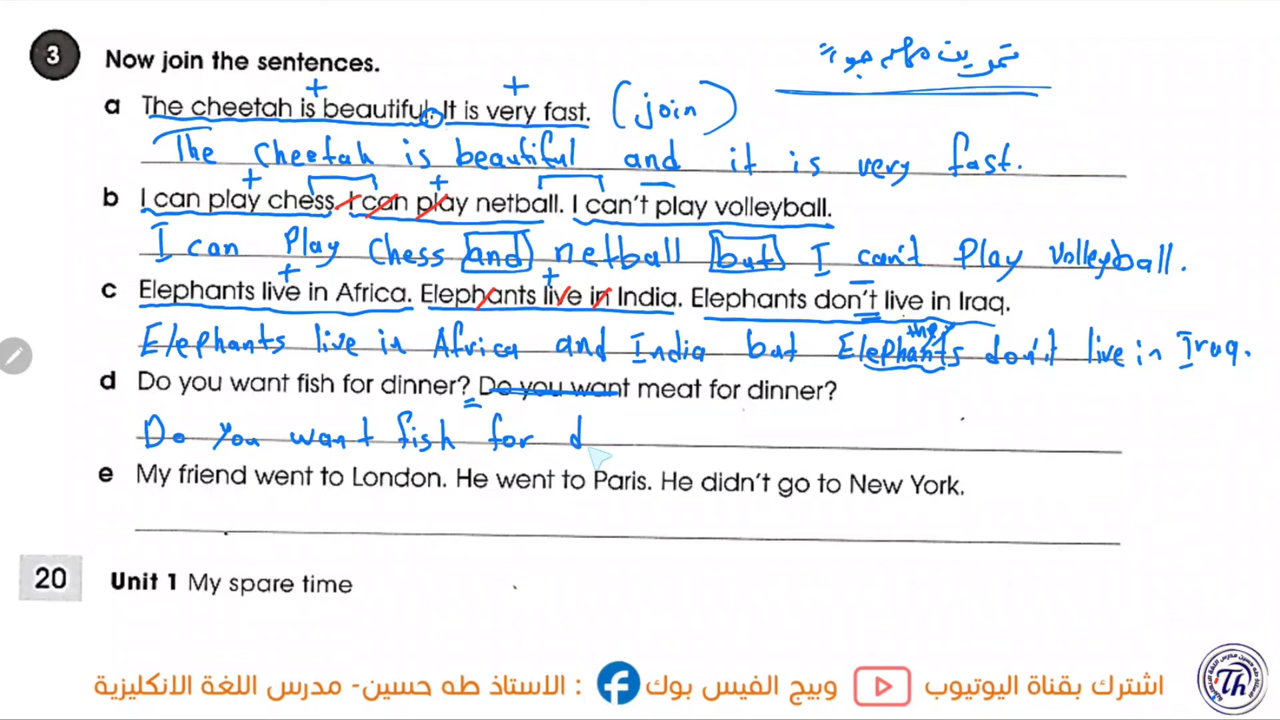 3 Now join the sentences.
تمرين مهم جداً
a The cheetah is beautiful. It is very fast. (join)
The cheetah is beautiful and it is very fast.
b I can play chess. I can play netball. I can't play volleyball.
I can Play chess and netball but I can't Play volleyball.
c Elephants live in Africa. Elephants live in India. Elephants don't live in Iraq.
they
Elephants live in Africa and India but Elephants don't live in Iraq.
d Do you want fish for dinner? Do you want meat for dinner?
Do you want fish for d
e My friend went to London. He went to Paris. He didn't go to New York.
20 Unit 1 My spare time
اشترك بقناة اليوتيوب وبيج الفيس بوك : الاستاذ طه حسين- مدرس اللغة الانكليزية
Th